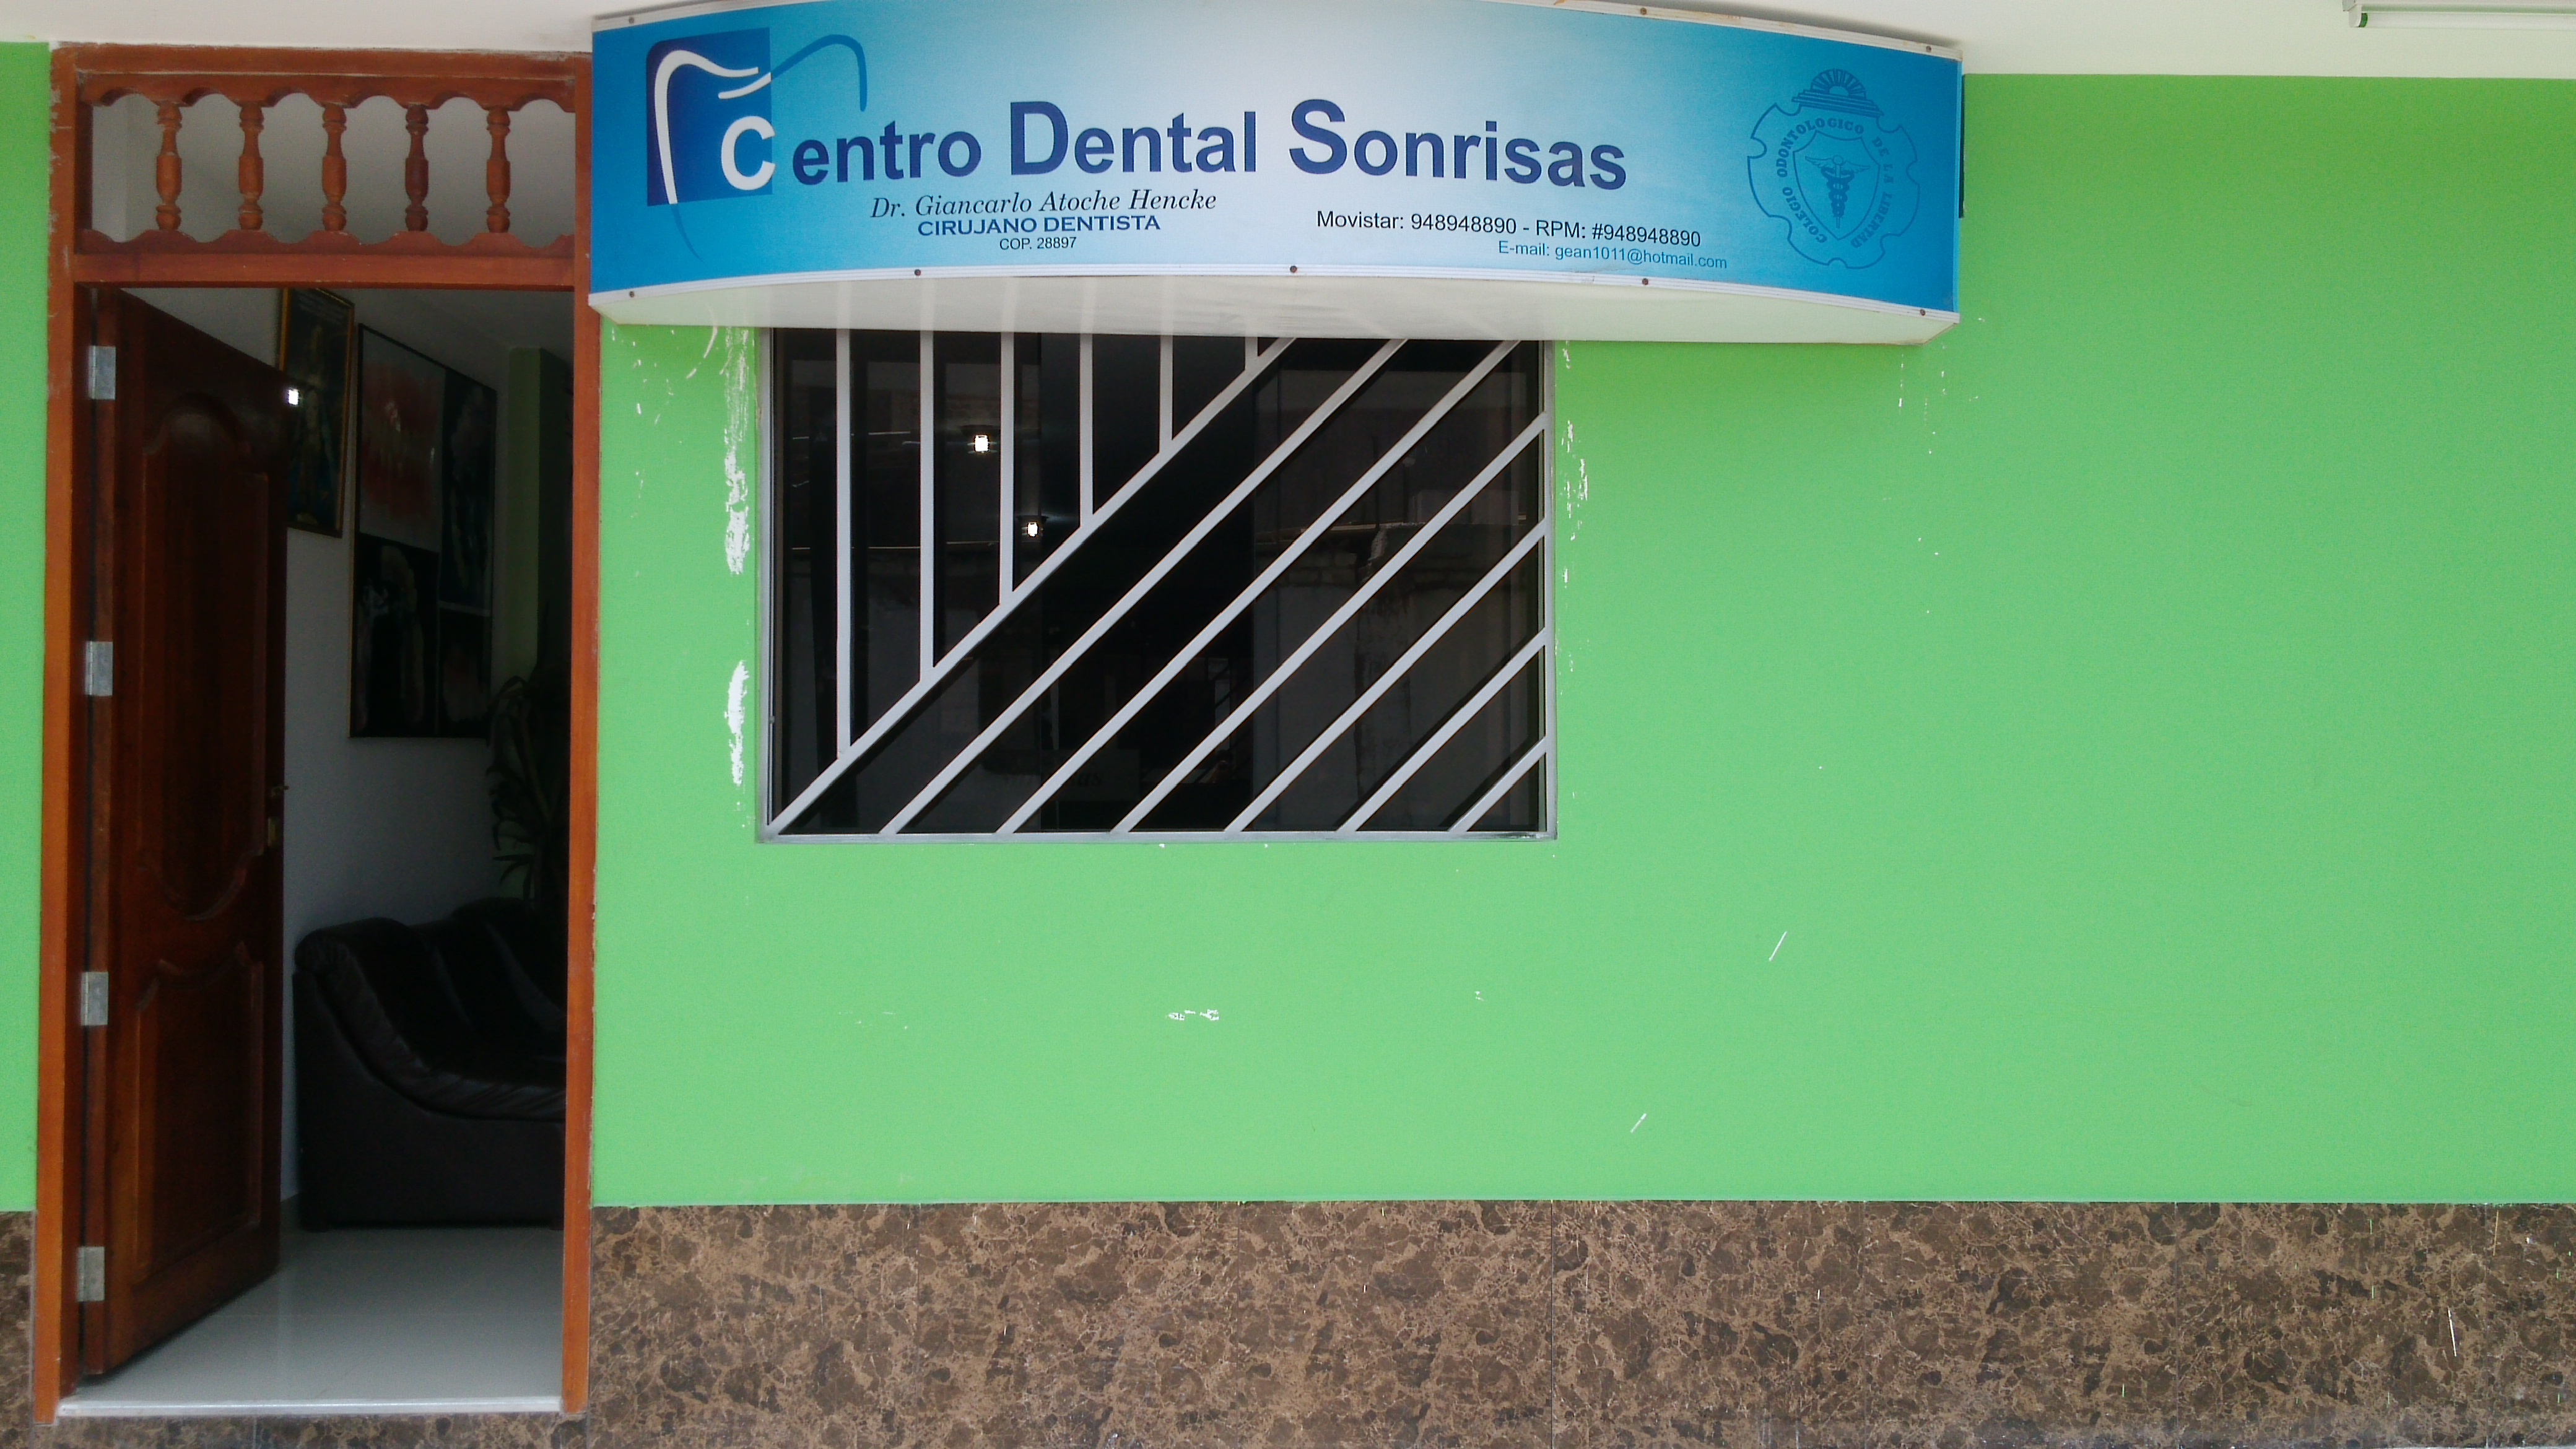 Centro Dental Sonrisas
Dr. Giancarlo Atoche Hencke
CIRUJANO DENTISTA
COP. 28897
Movistar: 948948890 - RPM: #948948890
E-mail: gean1011@hotmail.com
COLEGIO ODONTOLOGICO DE LA LIBERTAD